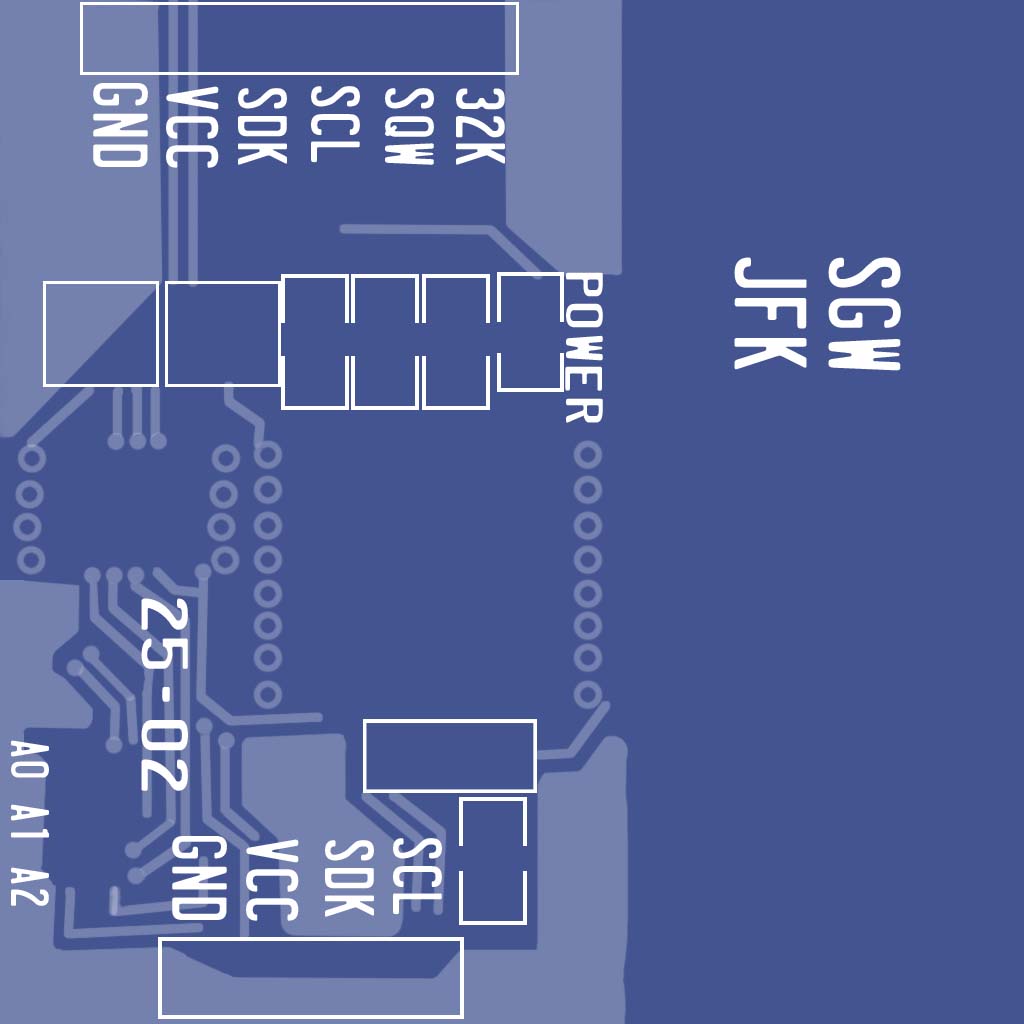 GND
VCC
SDK
SCL
SQW
32K
POWER
SGW
JFK
25-02
A0 A1 A2
GND
VCC
SDK
SCL